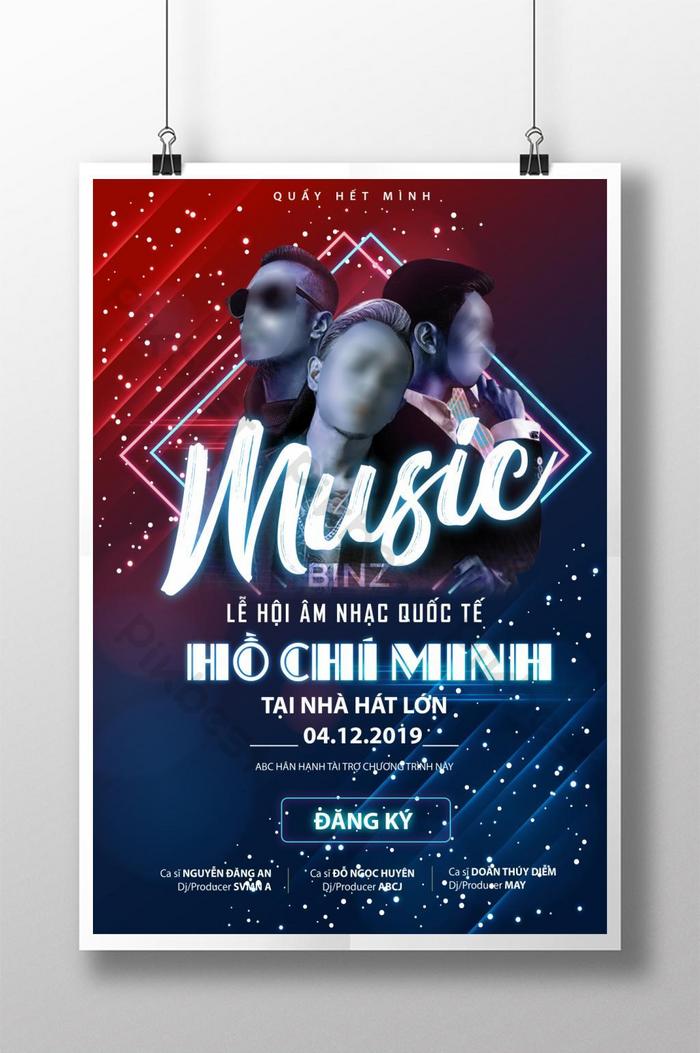 QUẨY HẾT MÌNH
Music
BINZ
LỄ HỘI ÂM NHẠC QUỐC TẾ
HỒ CHÍ MINH
TẠI NHÀ HÁT LỚN
04.12.2019
ABC HÂN HẠNH TÀI TRỢ CHƯƠNG TRÌNH NÀY
ĐĂNG KÝ
Ca sĩ NGUYỄN ĐĂNG AN
Dj/Producer SVMN A
Ca sĩ ĐỖ NGỌC HUYÊN
Dj/Producer ABCJ
Ca sĩ DOÃN THÚY DIỄM
Dj/Producer MAY